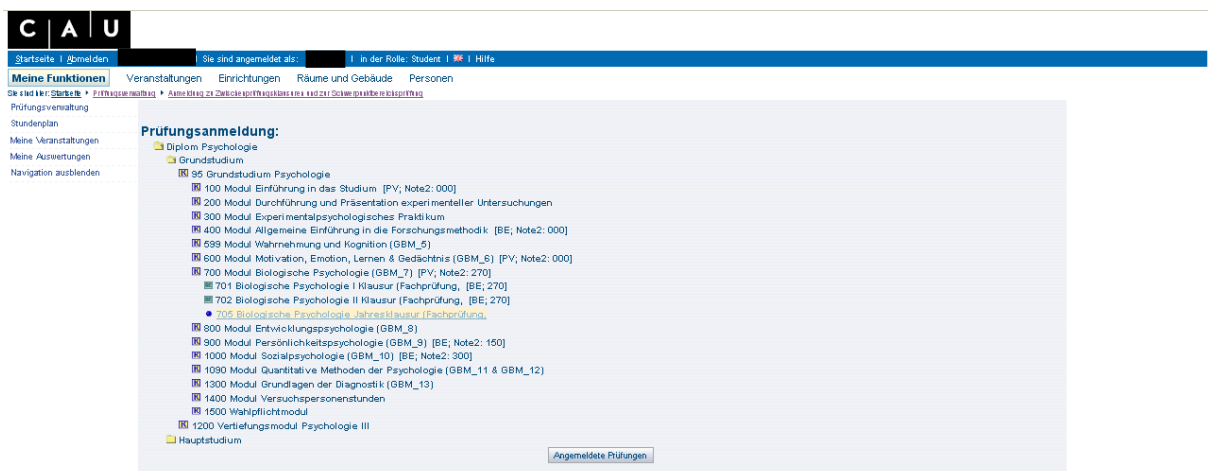 C A U
Startseite | Abmelden | Sie sind angemeldet als: | in der Rolle: Student | | Hilfe
Meine Funktionen Veranstaltungen Einrichtungen Räume und Gebäude Personen
Sie sind hier: Startseite Prüfungsverwaltung Anmeldung zu Zwischenprüfungsklausuren und zur Schwerpunktbereichsprüfung
Prüfungsverwaltung
Stundenplan
Meine Veranstaltungen
Meine Auswertungen
Navigation ausblenden
Prüfungsanmeldung:
Diplom Psychologie
Grundstudium
95 Grundstudium Psychologie
100 Modul Einführung in das Studium [PV; Note2: 000]
200 Modul Durchführung und Präsentation experimenteller Untersuchungen
300 Modul Experimentalpsychologisches Praktikum
400 Modul Allgemeine Einführung in die Forschungsmethodik [BE; Note2: 000]
599 Modul Wahrnehmung und Kognition (GBM_5)
600 Modul Motivation, Emotion, Lernen & Gedächtnis (GBM_6) [PV; Note2: 000]
700 Modul Biologische Psychologie (GBM_7) [PV; Note2: 270]
701 Biologische Psychologie I Klausur (Fachprüfung, [BE; 270]
702 Biologische Psychologie II Klausur (Fachprüfung, [BE; 270]
705 Biologische Psychologie Jahresklausur (Fachprüfung,
800 Modul Entwicklungspsychologie (GBM_8)
900 Modul Persönlichkeitspsychologie (GBM_9) [BE; Note2: 150]
1000 Modul Sozialpsychologie (GBM_10) [BE; Note2: 300]
1090 Modul Quantitative Methoden der Psychologie (GBM_11 & GBM_12)
1300 Modul Grundlagen der Diagnostik (GBM_13)
1400 Modul Versuchspersonenstunden
1500 Wahlpflichtmodul
1200 Vertiefungsmodul Psychologie III
Hauptstudium
Angemeldete Prüfungen